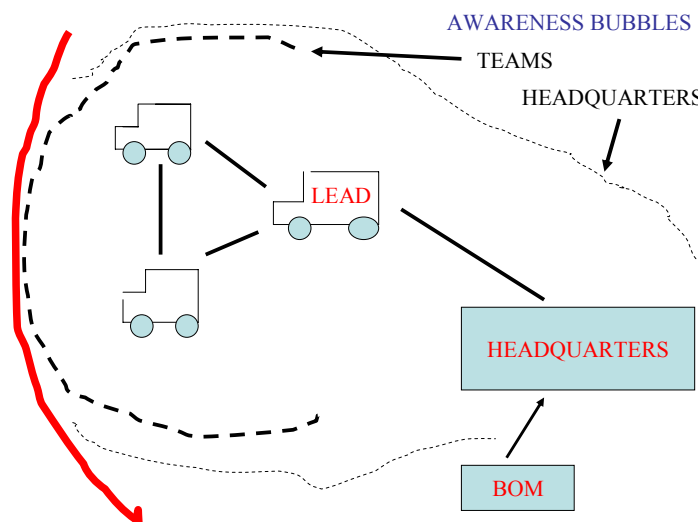 AWARENESS BUBBLES
TEAMS
HEADQUARTERS
LEAD
HEADQUARTERS
BOM